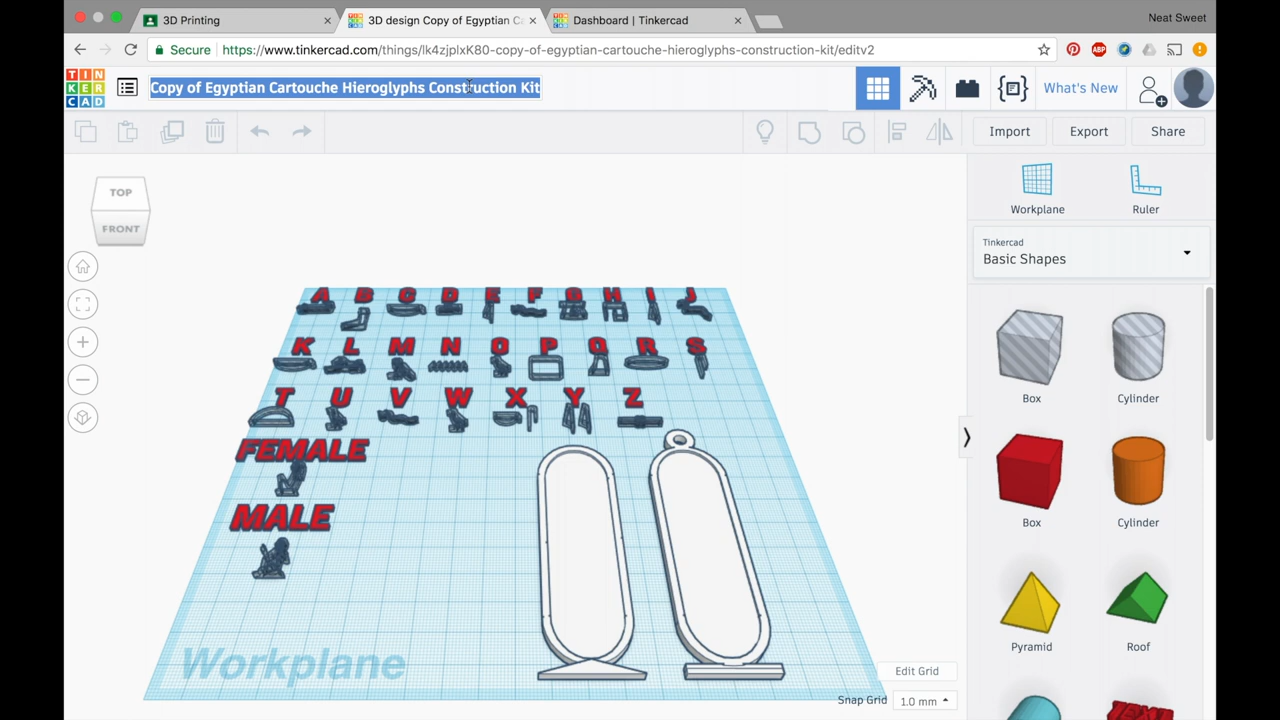 3D Printing
3D design Copy of Egyptian Ca
Dashboard | Tinkercad
Neat Sweet
Secure
https://www.tinkercad.com/things/lk4zjplxK80-copy-of-egyptian-cartouche-hieroglyphs-construction-kit/editv2
ABP
TIN
KER
CAD
Copy of Egyptian Cartouche Hieroglyphs Construction Kit
What's New
Import
Export
Share
TOP
FRONT
Workplane
Ruler
Tinkercad
Basic Shapes
A B C D E F G H I J
K L M N O P Q R S
T U V W X Y Z
FEMALE
MALE
Workplane
Box
Cylinder
Box
Cylinder
Pyramid
Roof
TEXT
Edit Grid
Snap Grid
1.0 mm